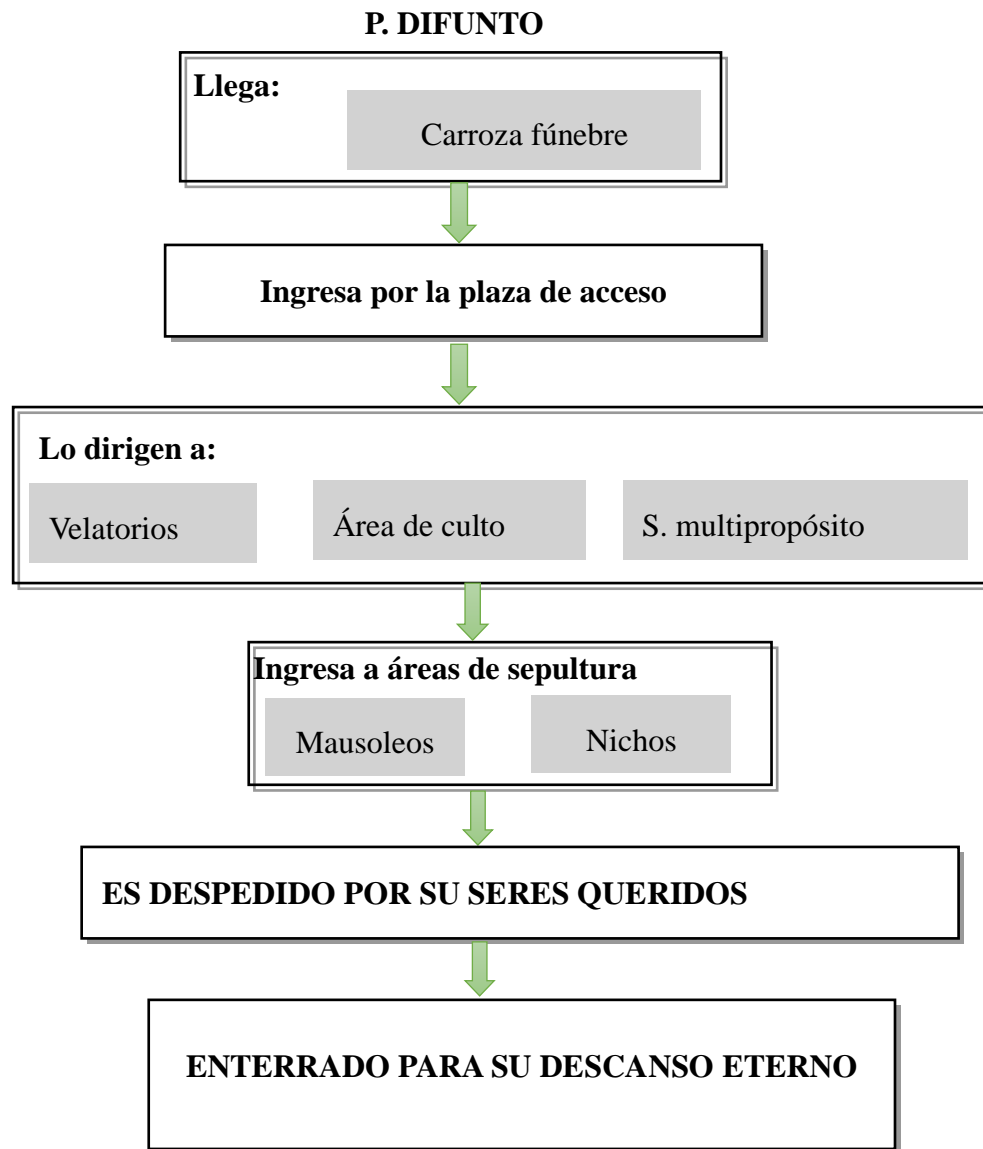 P. DIFUNTO
Llega:
Carroza fúnebre
Ingresa por la plaza de acceso
Lo dirigen a:
Velatorios
Área de culto
S. multipropósito
Ingresa a áreas de sepultura
Mausoleos
Nichos
ES DESPEDIDO POR SU SERES QUERIDOS
ENTERRADO PARA SU DESCANSO ETERNO